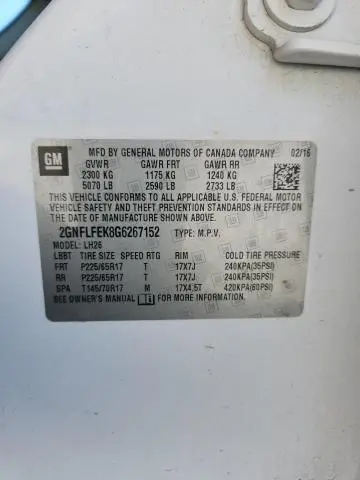 GM
MFD BY GENERAL MOTORS OF CANADA COMPANY 02/16
GVWR GAWR FRT GAWR RR
2300 KG 1175 KG 1240 KG
5070 LB 2590 LB 2733 LB
THIS VEHICLE CONFORMS TO ALL APPLICABLE U.S. FEDERAL MOTOR
VEHICLE SAFETY AND THEFT PREVENTION STANDARDS IN EFFECT
ON THE DATE OF MANUFACTURE SHOWN ABOVE.
2GNFLFEK8G6267152 TYPE: M.P.V.
MODEL: LH26
LBBT TIRE SIZE SPEED RTG RIM COLD TIRE PRESSURE
FRT P225/65R17 T 17X7J 240KPA(35PSI)
RR P225/65R17 T 17X7J 240KPA(35PSI)
SPA T145/70R17 M 17X4.5T 420KPA(60PSI)
SEE OWNER'S MANUAL FOR MORE INFORMATION